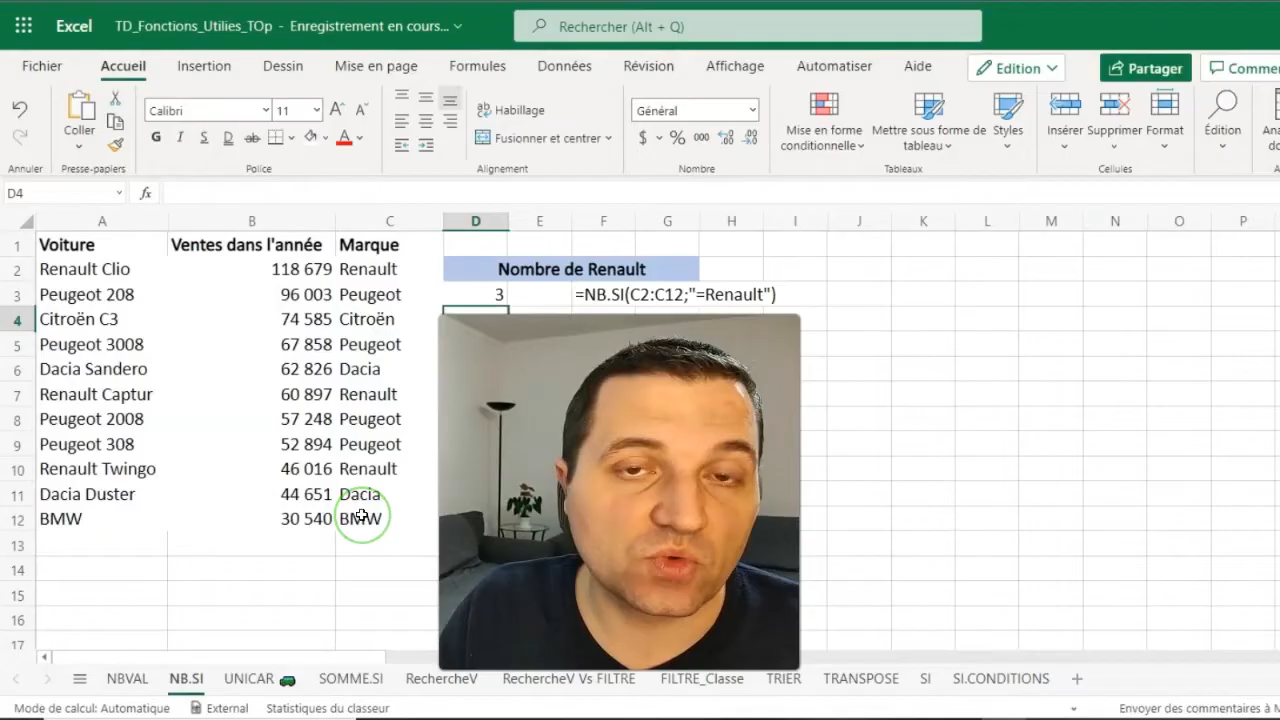 Excel TD_Fonctions_Utilies_TOp - Enregistrement en cours... Rechercher (Alt + Q)
Fichier Accueil Insertion Dessin Mise en page Formules Données Révision Affichage Automatiser Aide Edition Partager Comme
Coller Calibri 11 Habillage Général
G I S D ab A Fusionner et centrer $ % 000
Mise en forme conditionnelle Mettre sous forme de tableau Styles Insérer Supprimer Format Édition
Annuler Presse-papiers Police Alignement Nombre Tableaux Cellules
D4 fx
A B C D E F G H I J K L M N O P
1 Voiture Ventes dans l'année Marque
2 Renault Clio 118 679 Renault Nombre de Renault
3 Peugeot 208 96 003 Peugeot 3 =NB.SI(C2:C12;"=Renault")
4 Citroën C3 74 585 Citroën
5 Peugeot 3008 67 858 Peugeot
6 Dacia Sandero 62 826 Dacia
7 Renault Captur 60 897 Renault
8 Peugeot 2008 57 248 Peugeot
9 Peugeot 308 52 894 Peugeot
10 Renault Twingo 46 016 Renault
11 Dacia Duster 44 651 Dacia
12 BMW 30 540 BMW
13
14
15
16
17
NBVAL NB.SI UNICAR SOMME.SI RechercheV RechercheV Vs FILTRE FILTRE_Classe TRIER TRANSPOSE SI SI.CONDITIONS
Mode de calcul: Automatique External Statistiques du classeur Envoyer des commentaires à M